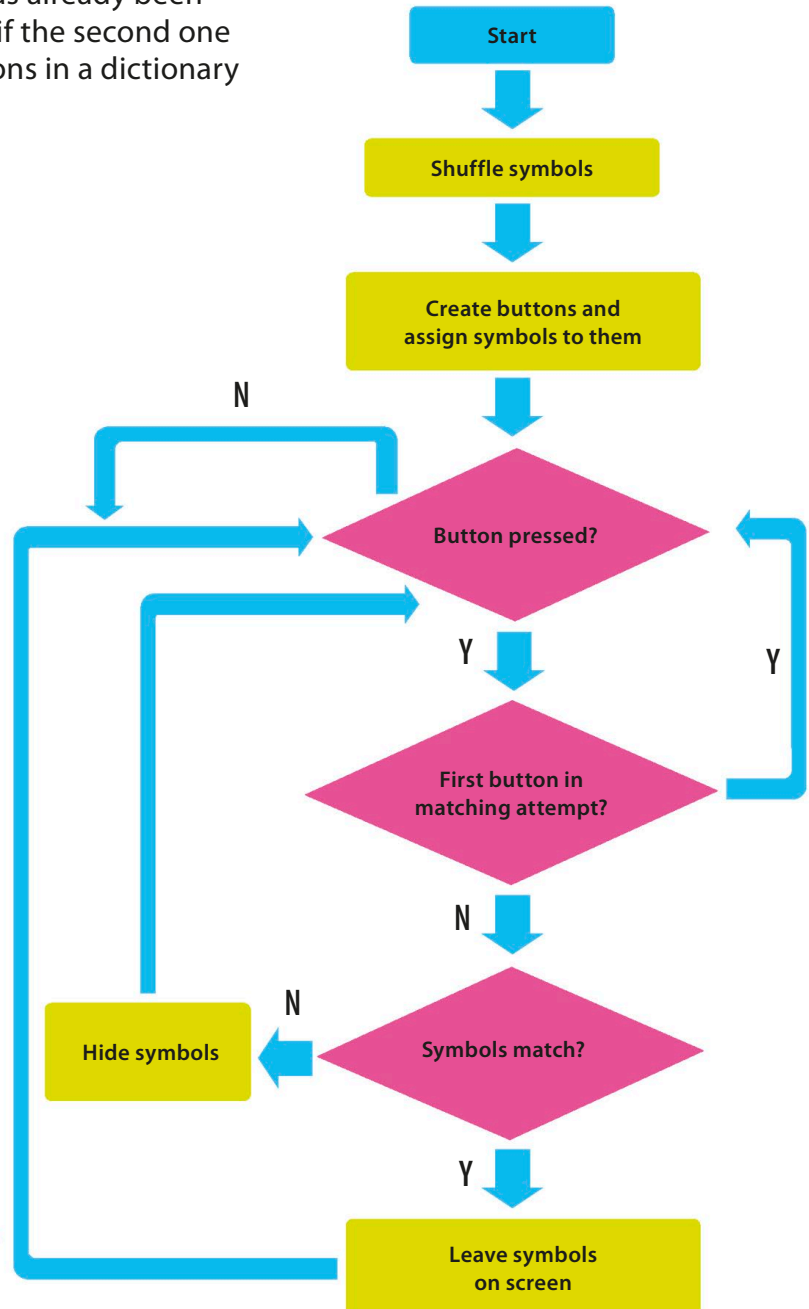 already been
if the second one
ons in a dictionary
Start
Shuffle symbols
Create buttons and
assign symbols to them
N
Button pressed?
Y
Y
First button in
matching attempt?
N
N
Hide symbols
Symbols match?
Y
Leave symbols
on screen